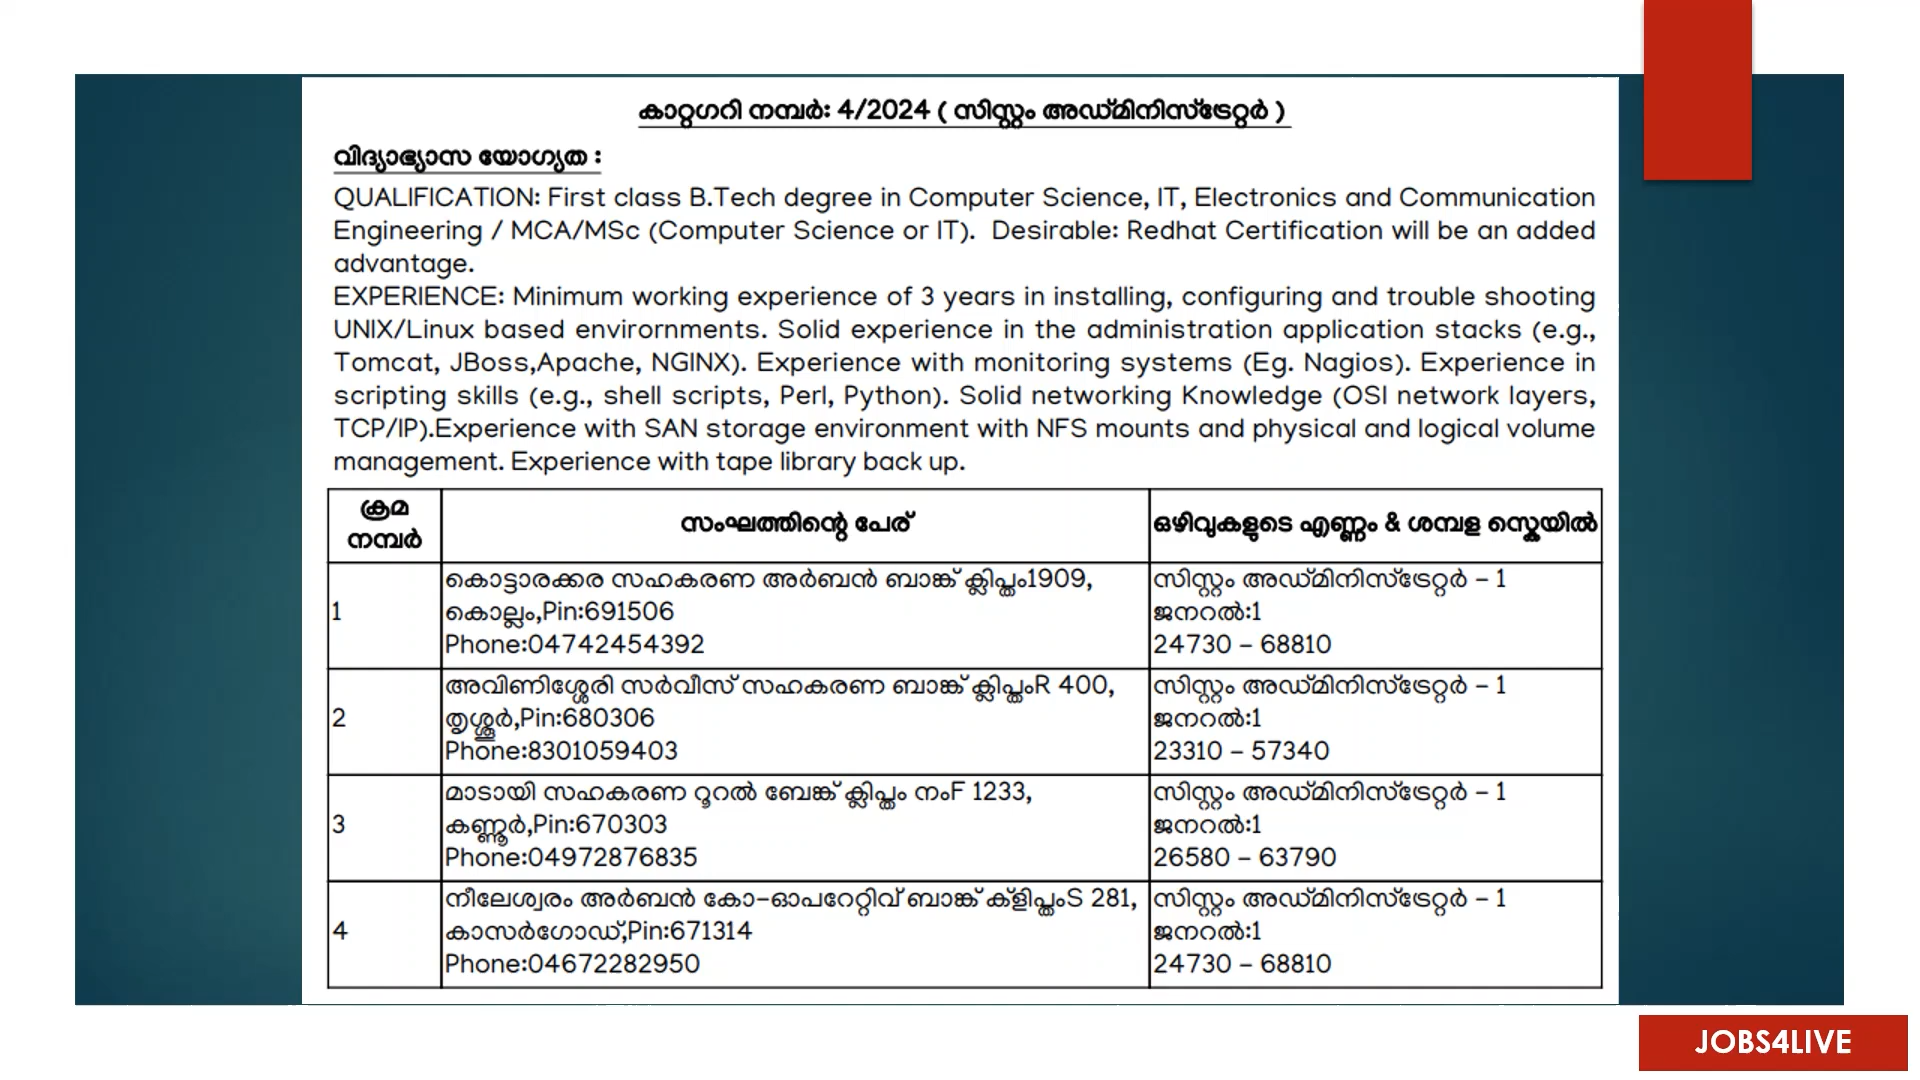 കാറ്റഗറി നമ്പർ: 4/2024 ( സിസ്റ്റം അഡ്മിനിസ്ട്രേറ്റർ )
വിദ്യാഭ്യാസ യോഗ്യത :
QUALIFICATION: First class B.Tech degree in Computer Science, IT, Electronics and Communication
Engineering / MCA/MSc (Computer Science or IT). Desirable: Redhat Certification will be an added
advantage.
EXPERIENCE: Minimum working experience of 3 years in installing, configuring and trouble shooting
UNIX/Linux based envirornments. Solid experience in the administration application stacks (e.g.,
Tomcat, JBoss,Apache, NGINX). Experience with monitoring systems (Eg. Nagios). Experience in
scripting skills (e.g., shell scripts, Perl, Python). Solid networking Knowledge (OSI network layers,
TCP/IP).Experience with SAN storage environment with NFS mounts and physical and logical volume
management. Experience with tape library back up.
ക്രമ
നമ്പർ
സംഘത്തിന്റെ പേര്
ഒഴിവുകളുടെ എണ്ണം & ശമ്പള സ്കെയിൽ
1
കൊട്ടാരക്കര സഹകരണ അർബൻ ബാങ്ക് ക്ലിപ്തം1909,
കൊല്ലം,Pin:691506
Phone:04742454392
സിസ്റ്റം അഡ്മിനിസ്ട്രേറ്റർ – 1
ജനറൽ:1
24730 – 68810
2
അവിണിശ്ശേരി സർവീസ് സഹകരണ ബാങ്ക് ക്ലിപ്തംR 400,
തൃശ്ശൂർ,Pin:680306
Phone:8301059403
സിസ്റ്റം അഡ്മിനിസ്ട്രേറ്റർ – 1
ജനറൽ:1
23310 – 57340
3
മാടായി സഹകരണ റൂറൽ ബേങ്ക് ക്ലിപ്തം നംF 1233,
കണ്ണൂർ,Pin:670303
Phone:04972876835
സിസ്റ്റം അഡ്മിനിസ്ട്രേറ്റർ – 1
ജനറൽ:1
26580 – 63790
4
നീലേശ്വരം അർബൻ കോ-ഓപറേറ്റിവ് ബാങ്ക് ക്ളിപ്തംS 281,
കാസർഗോഡ്,Pin:671314
Phone:04672282950
സിസ്റ്റം അഡ്മിനിസ്ട്രേറ്റർ – 1
ജനറൽ:1
24730 – 68810
JOBS4LIVE